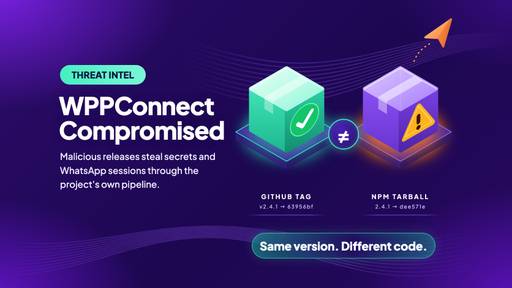 THREAT INTEL
WPPConnect
Compromised
Malicious releases steal secrets and
WhatsApp sessions through the
project's own pipeline.
≠
GITHUB TAG
v2.4.1 → 63956bf
NPM TARBALL
2.4.1 → dee571e
Same version. Different code.